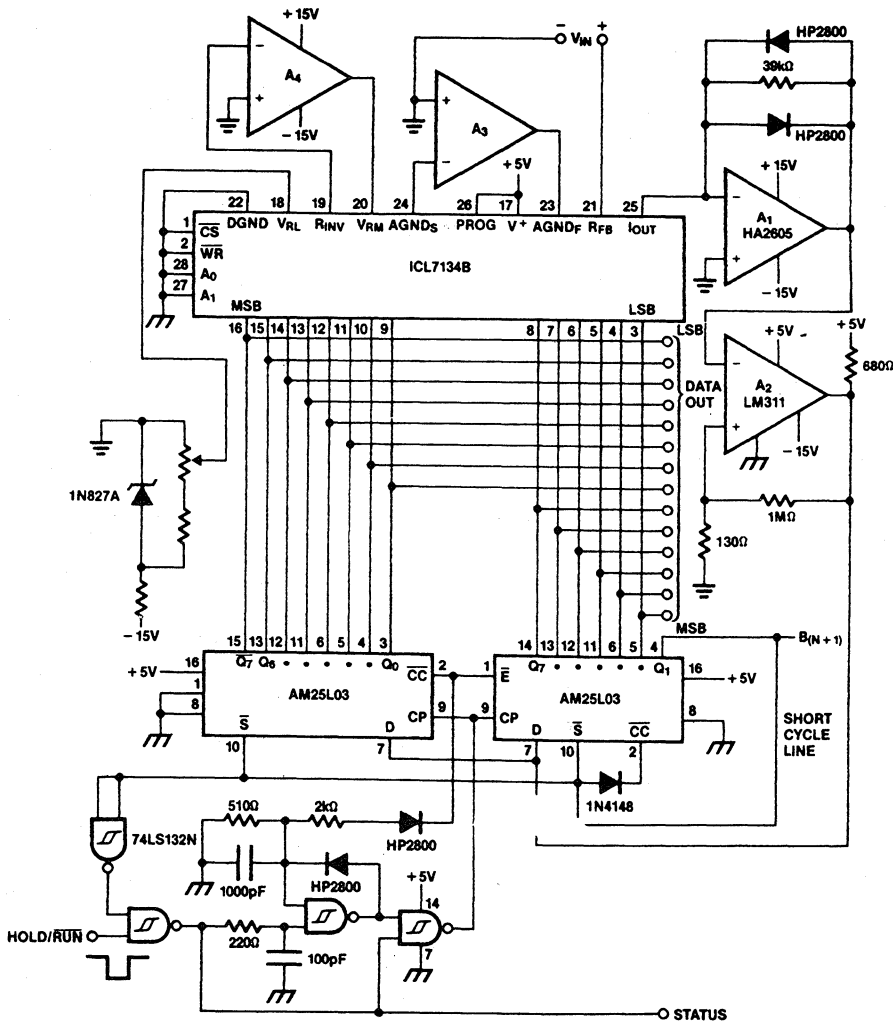 +15V
− VIN +
HP2800
39kΩ
HP2800
A4
−
+
−15V
+
−
A3
+5V
+15V
−
+
A1
HA2605
−15V
22 18 19 20 24 26 17 23 21 25
DGND VRL RINV VRM AGNDS PROG V+ AGNDF RFB IOUT
1 CS
2 WR
28 A0
27 A1
ICL7134B
MSB LSB
16 15 14 13 12 11 10 9 8 7 6 5 4 3
LSB
DATA OUT
MSB
+5V
+5V
680Ω
−
+
A2
LM311
−15V
1MΩ
130Ω
1N827A
−15V
15 13 12 11 6 5 4 3
Q7 Q6 • • • • • Q0
16
+5V
1
8
AM25L03
CC 2
CP 9
S
10
D
7
14 13 12 11 6 5 4
Q7 • • • • • Q1
1 E
9 CP
AM25L03
16
+5V
8
D S CC
7 10 2
B(N + 1)
SHORT CYCLE LINE
1N4148
74LS132N
510Ω
2kΩ
HP2800
1000pF
HP2800
+5V
14
7
HOLD/RUN
220Ω
100pF
STATUS